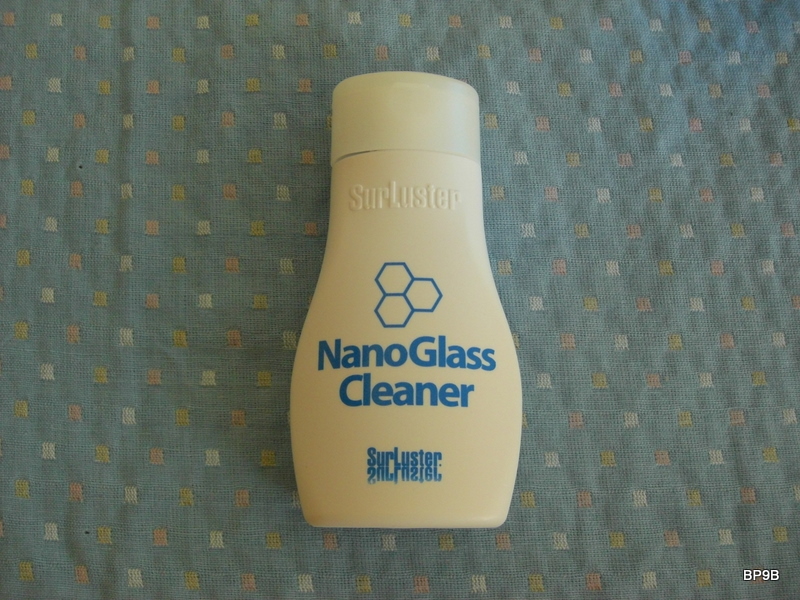 SurLuster
NanoGlass
Cleaner
SurLuster
BP9B